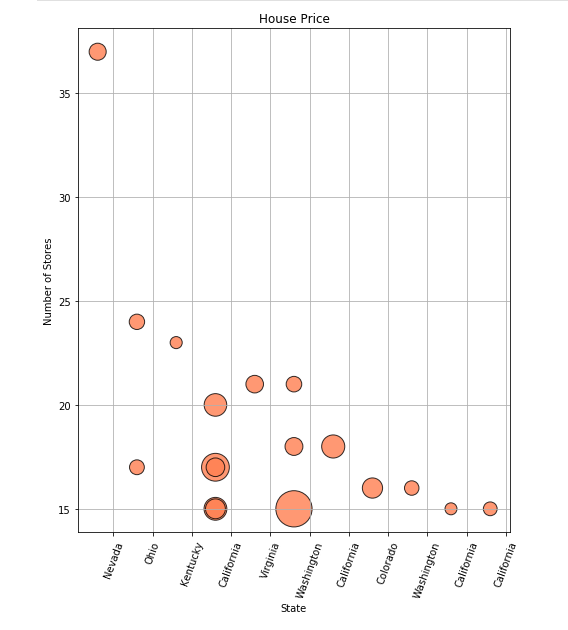 House Price
Number of Stores
35
30
25
20
15
Nevada
Ohio
Kentucky
California
Virginia
Washington
California
Colorado
Washington
California
California
State